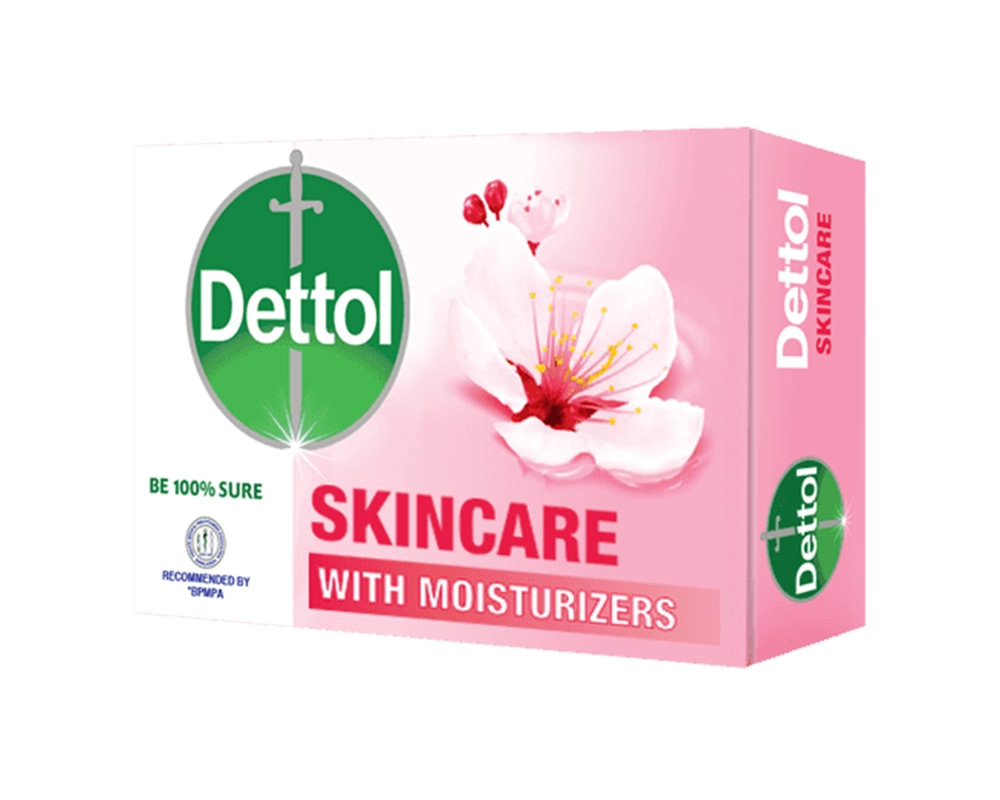 Dettol
BE 100% SURE
RECOMMENDED BY
*BPMPA
SKINCARE
WITH MOISTURIZERS
Dettol
SKINCARE
Dettol